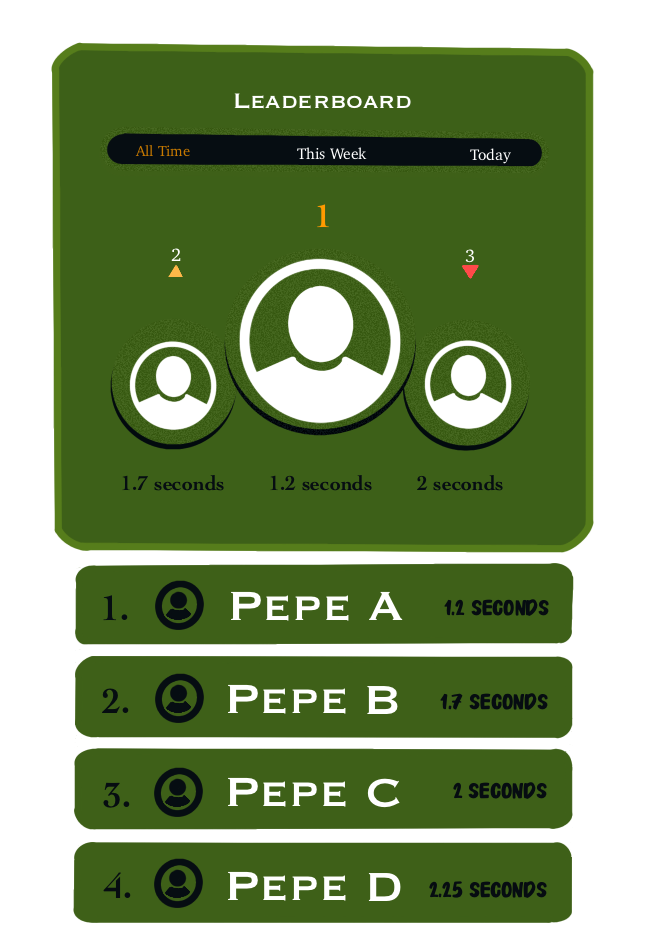 Leaderboard
All Time This Week Today
1
2 3
1.7 seconds 1.2 seconds 2 seconds
1. Pepe A 1.2 SECONDS
2. Pepe B 1.7 SECONDS
3. Pepe C 2 SECONDS
4. Pepe D 2.25 SECONDS